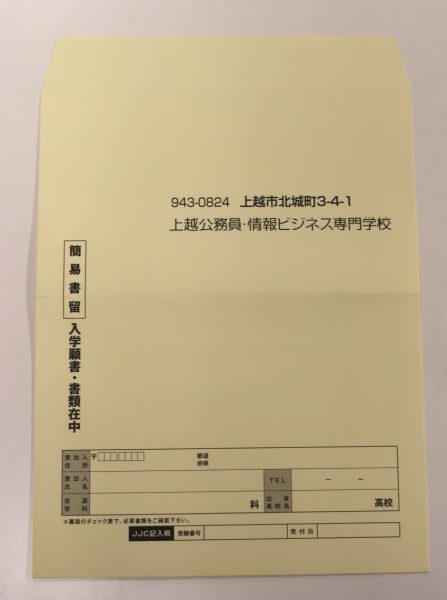 943-0824 上越市北城町3-4-1
上越公務員・情報ビジネス専門学校
簡易書留
入学願書・書類在中
差出人住所
〒
都道府県
差出人氏名
TEL
－ －
志望学科
科
出身高校名
高校
※裏面のチェック表で、必要書類をご確認下さい。
JJC記入欄
受験番号
受付日